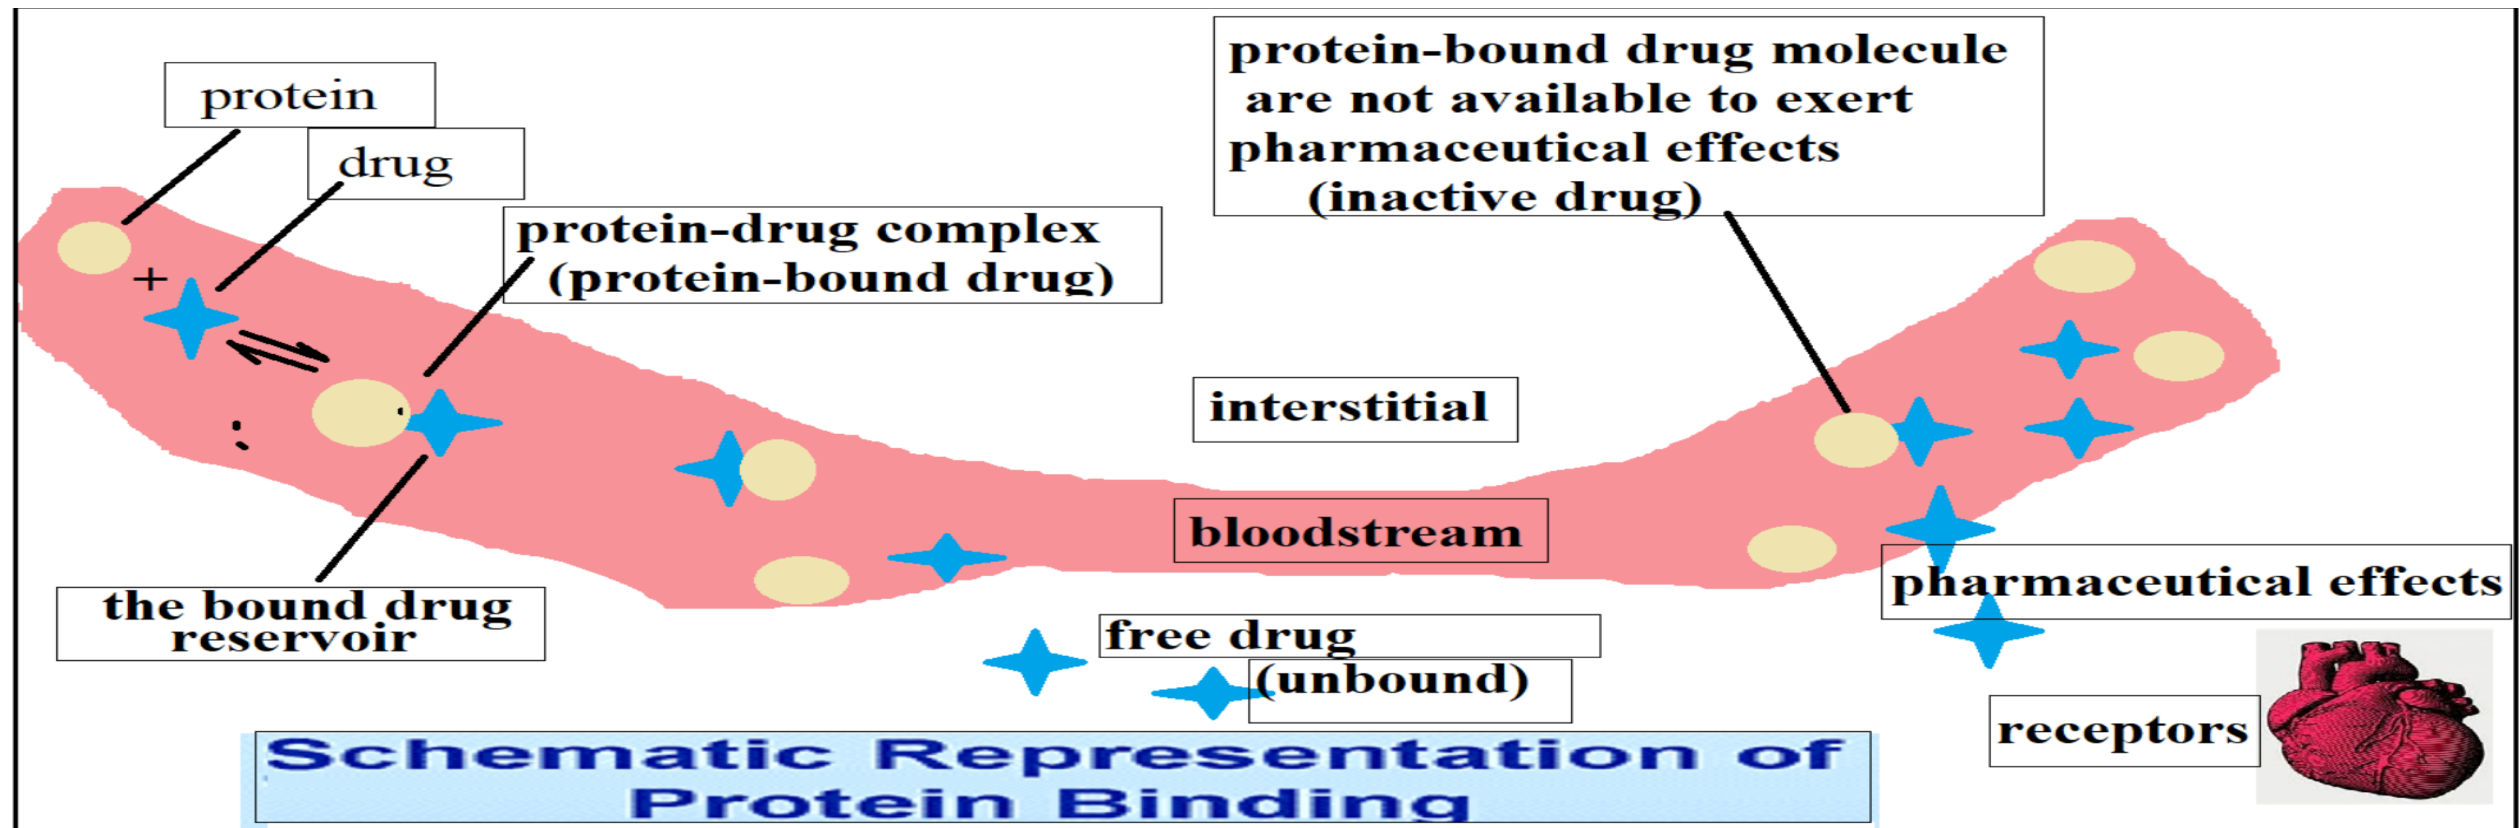 protein
drug
protein-drug complex
(protein-bound drug)
protein-bound drug molecule
are not available to exert
pharmaceutical effects
(inactive drug)
+
interstitial
bloodstream
the bound drug
reservoir
free drug
(unbound)
pharmaceutical effects
receptors
Schematic Representation of
Protein Binding